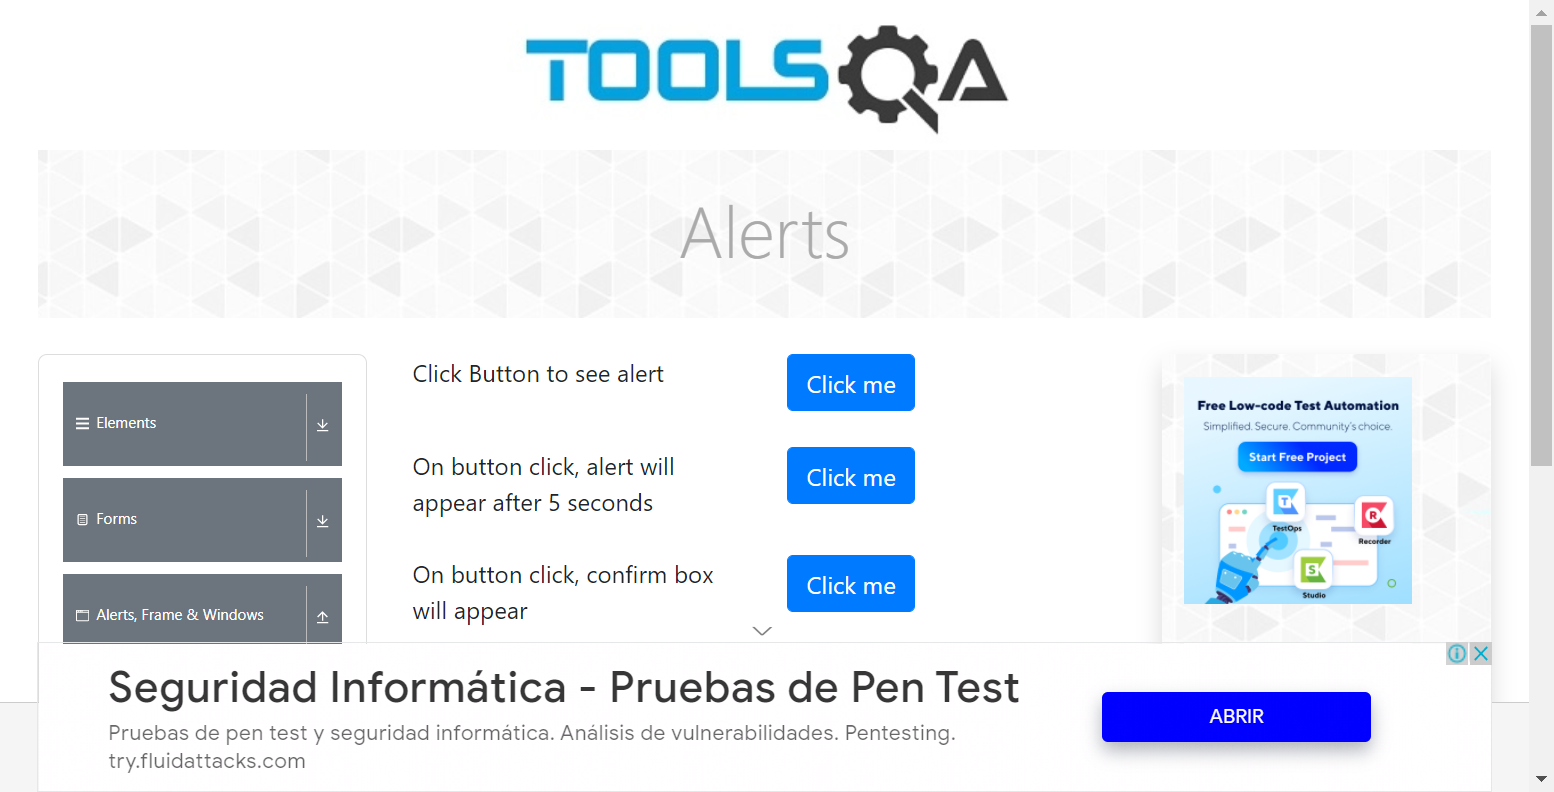 TOOLSQA
Alerts
Elements
Forms
Alerts, Frame & Windows
Click Button to see alert
Click me
On button click, alert will
appear after 5 seconds
Click me
On button click, confirm box
will appear
Click me
Free Low-code Test Automation
Simplified. Secure. Community's choice.
Start Free Project
TestOps
Recorder
Studio
Seguridad Informática - Pruebas de Pen Test
Pruebas de pen test y seguridad informática. Análisis de vulnerabilidades. Pentesting.
try.fluidattacks.com
ABRIR